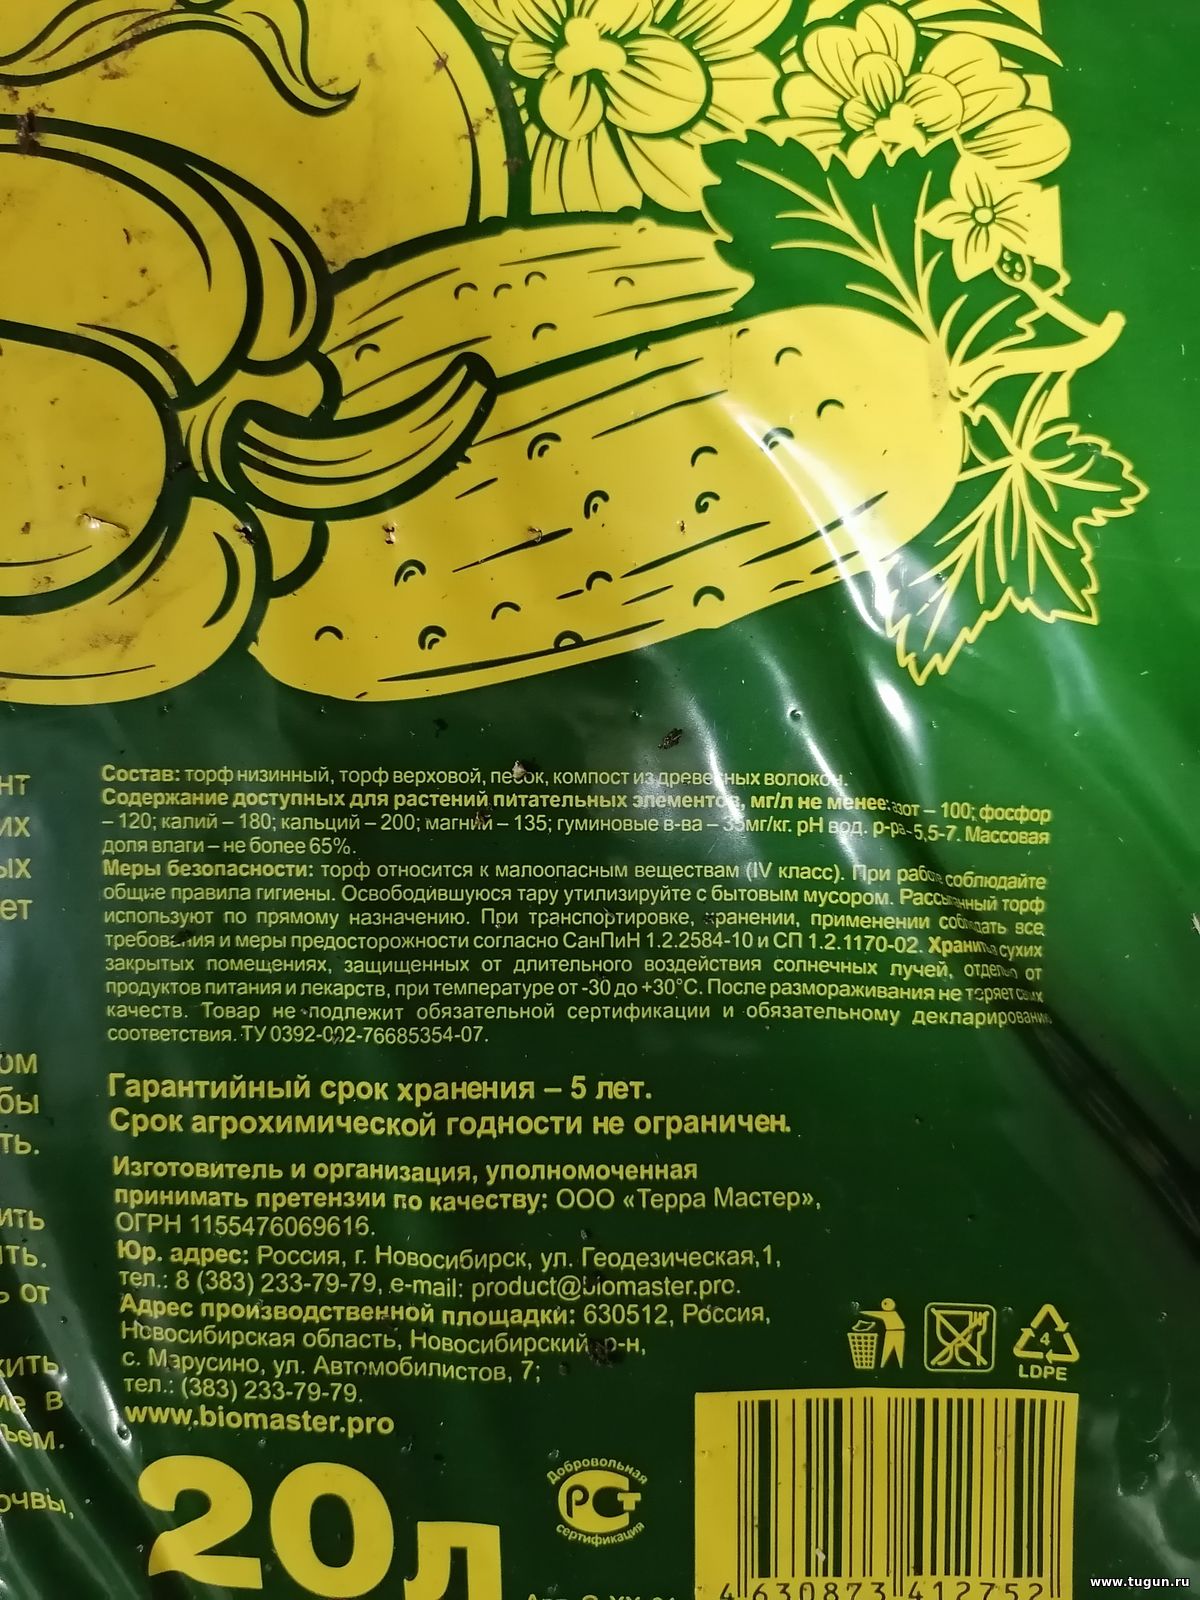 Состав: торф низинный, торф верховой, песок, компост из древесных волокон.
Содержание доступных для растений питательных элементов, мг/л не менее: азот – 100; фосфор
– 120; калий – 180; кальций – 200; магний – 135; гуминовые в-ва – мг/кг. pH вод. р-ра- 5,5-7. Массовая
доля влаги – не более 65%.
Меры безопасности: торф относится к малоопасным веществам (IV класс). При работе соблюдайте
общие правила гигиены. Освободившуюся тару утилизируйте с бытовым мусором. Рассыпанный торф
используют по прямому назначению. При транспортировке, хранении, применении соблюдать все
требования и меры предосторожности согласно СанПиН 1.2.2584-10 и СП 1.2.1170-02. Хранить в сухих
закрытых помещениях, защищенных от длительного воздействия солнечных лучей, отдельно от
продуктов питания и лекарств, при температуре от -30 до +30°С. После размораживания не теряет своих
качеств. Товар не подлежит обязательной сертификации и обязательному декларированию
соответствия. ТУ 0392-002-76685354-07.
Гарантийный срок хранения – 5 лет.
Срок агрохимической годности не ограничен.
Изготовитель и организация, уполномоченная
принимать претензии по качеству: ООО «Терра Мастер»,
ОГРН 1155476069616.
Юр. адрес: Россия, г. Новосибирск, ул. Геодезическая,1,
тел.: 8 (383) 233-79-79, e-mail: product@biomaster.pro.
Адрес производственной площадки: 630512, Россия,
Новосибирская область, Новосибирский р-н,
с. Марусино, ул. Автомобилистов, 7;
тел.: (383) 233-79-79.
www.biomaster.pro
4
LDPE
20л
Добровольная
РСТ
сертификация
4 630873 412752
www.tugun.ru